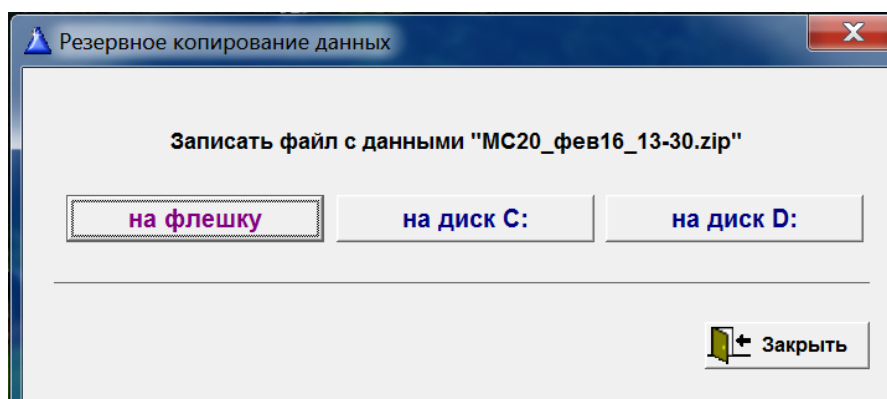 Резервное копирование данных
X
Записать файл с данными "МС20_фев16_13-30.zip"
на флешку
на диск C:
на диск D:
Закрыть